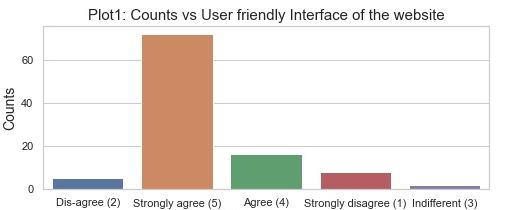 Plot1: Counts vs User friendly Interface of the website
Counts
60
40
20
0
Dis-agree (2) Strongly agree (5) Agree (4) Strongly disagree (1) Indifferent (3)